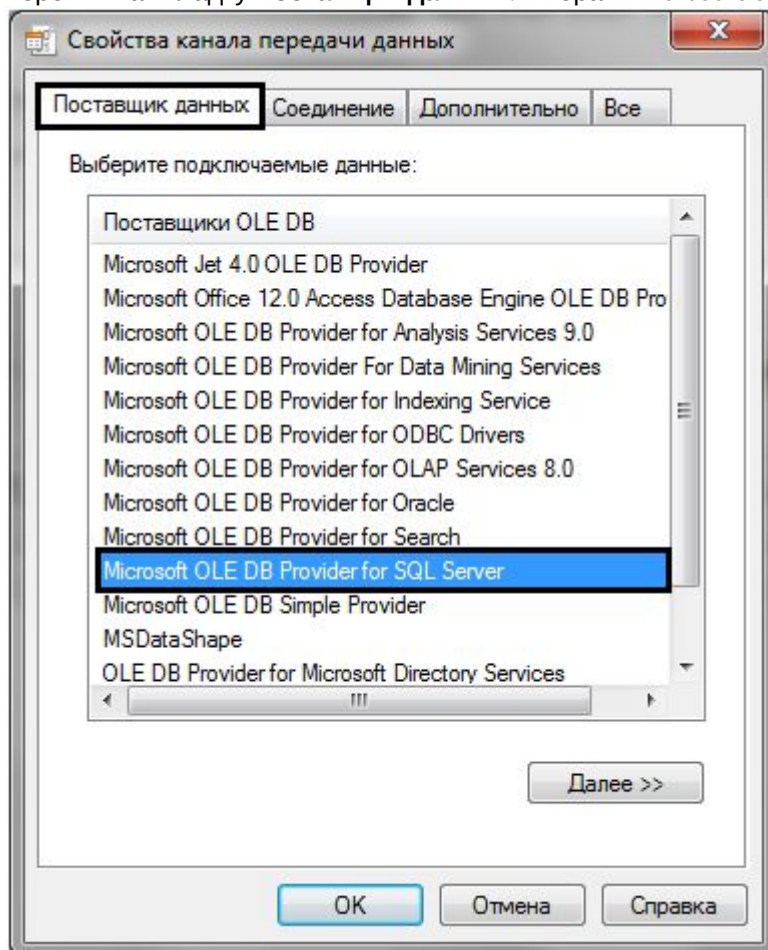 Свойства канала передачи данных
Поставщик данных Соединение Дополнительно Все
Выберите подключаемые данные:
Поставщики OLE DB
Microsoft Jet 4.0 OLE DB Provider
Microsoft Office 12.0 Access Database Engine OLE DB Pro
Microsoft OLE DB Provider for Analysis Services 9.0
Microsoft OLE DB Provider For Data Mining Services
Microsoft OLE DB Provider for Indexing Service
Microsoft OLE DB Provider for ODBC Drivers
Microsoft OLE DB Provider for OLAP Services 8.0
Microsoft OLE DB Provider for Oracle
Microsoft OLE DB Provider for Search
Microsoft OLE DB Provider for SQL Server
Microsoft OLE DB Simple Provider
MSDataShape
OLE DB Provider for Microsoft Directory Services
Далее >>
OK Отмена Справка